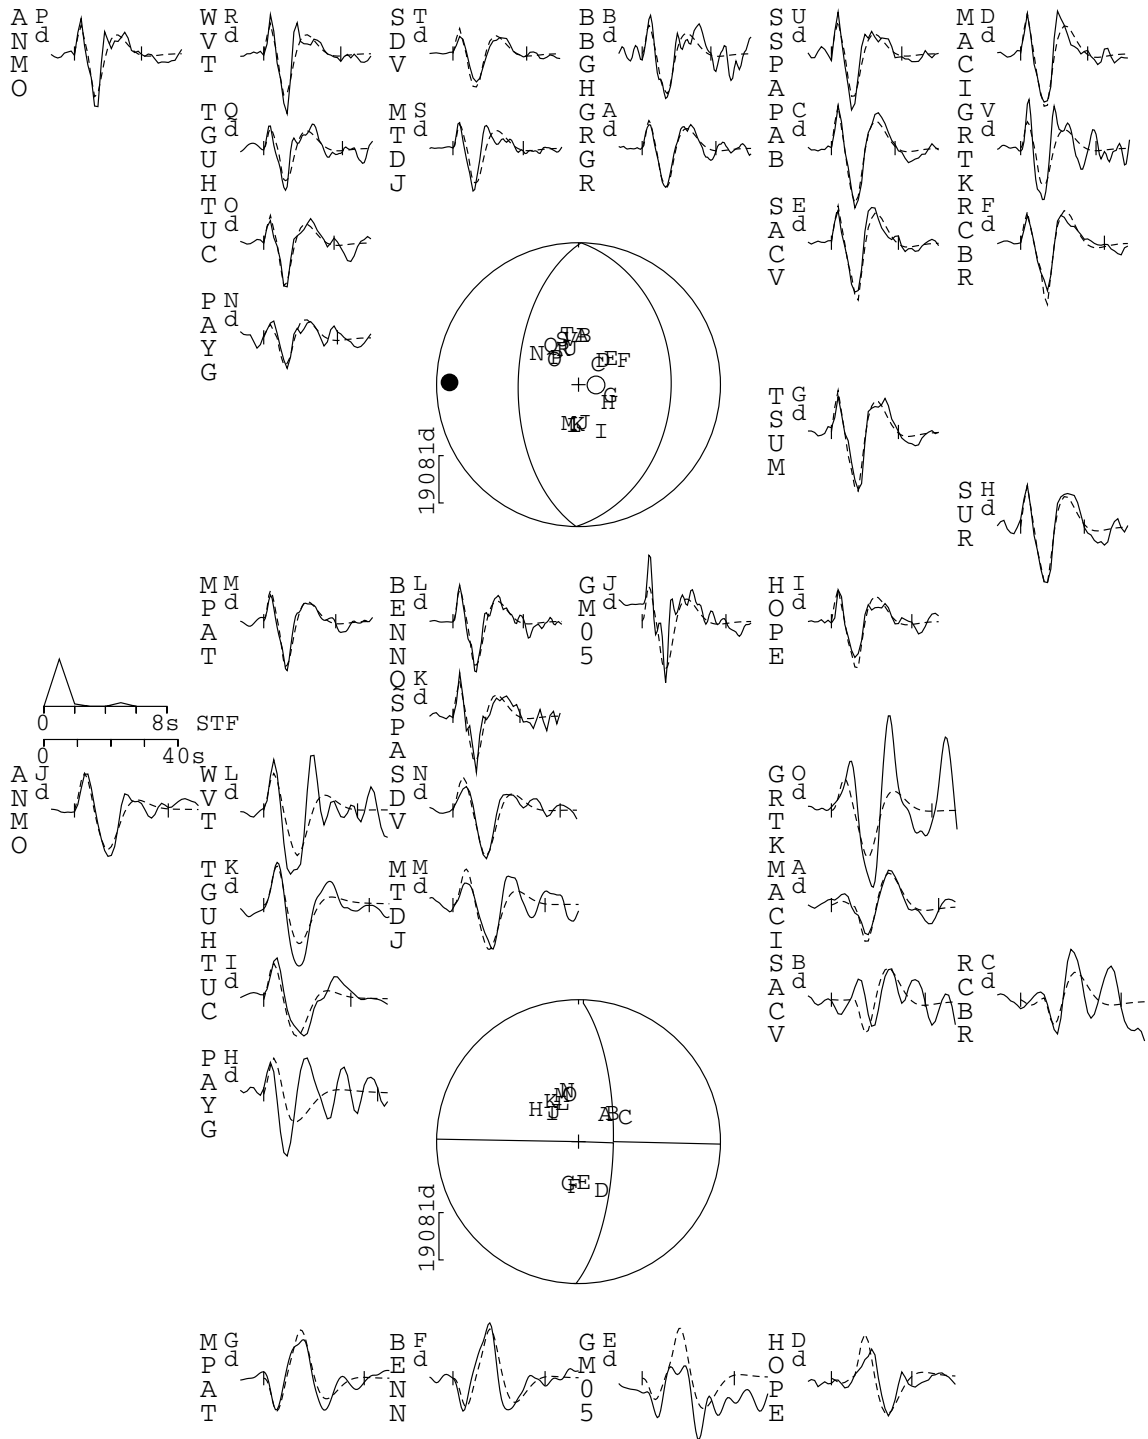 ANMO P d
WVT R d
SDV T d
BBGH B d
SSPA U d
MACI D d
TGUH Q d
MTDJ S d
GRGR A d
PAB C d
GRTK V d
TUC O d
SACV E d
RCBR F d
PAYG N d
TSUM G d
SUR H d
19081d
MPAT M d
BENN L d
GM05 J d
HOPE I d
QSPA K d
0 8s STF
0 40s
ANMO J d
WVT L d
SDV N d
GRTK O d
TGUH K d
MTDJ M d
MACI A d
TUC I d
SACV B d
RCBR C d
PAYG H d
19081d
MPAT G d
BENN F d
GM05 E d
HOPE D d